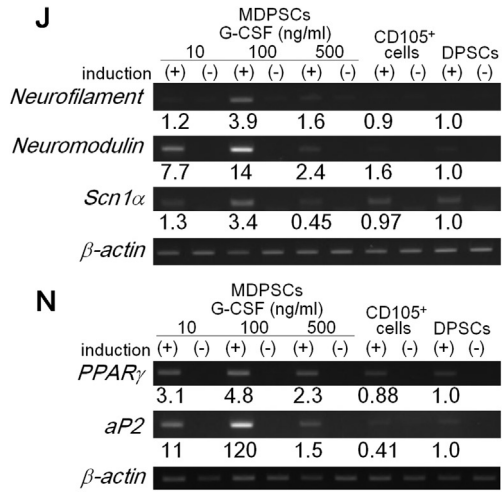 J
MDPSCs
G-CSF (ng/ml)
CD105⁺
cells
DPSCs
10 100 500
induction (+) (-) (+) (-) (+) (-) (+) (-) (+) (-)
Neurofilament
1.2 3.9 1.6 0.9 1.0
Neuromodulin
7.7 14 2.4 1.6 1.0
Scn1α
1.3 3.4 0.45 0.97 1.0
β-actin
N
MDPSCs
G-CSF (ng/ml)
CD105⁺
cells
DPSCs
10 100 500
induction (+) (-) (+) (-) (+) (-) (+) (-) (+) (-)
PPARγ
3.1 4.8 2.3 0.88 1.0
aP2
11 120 1.5 0.41 1.0
β-actin